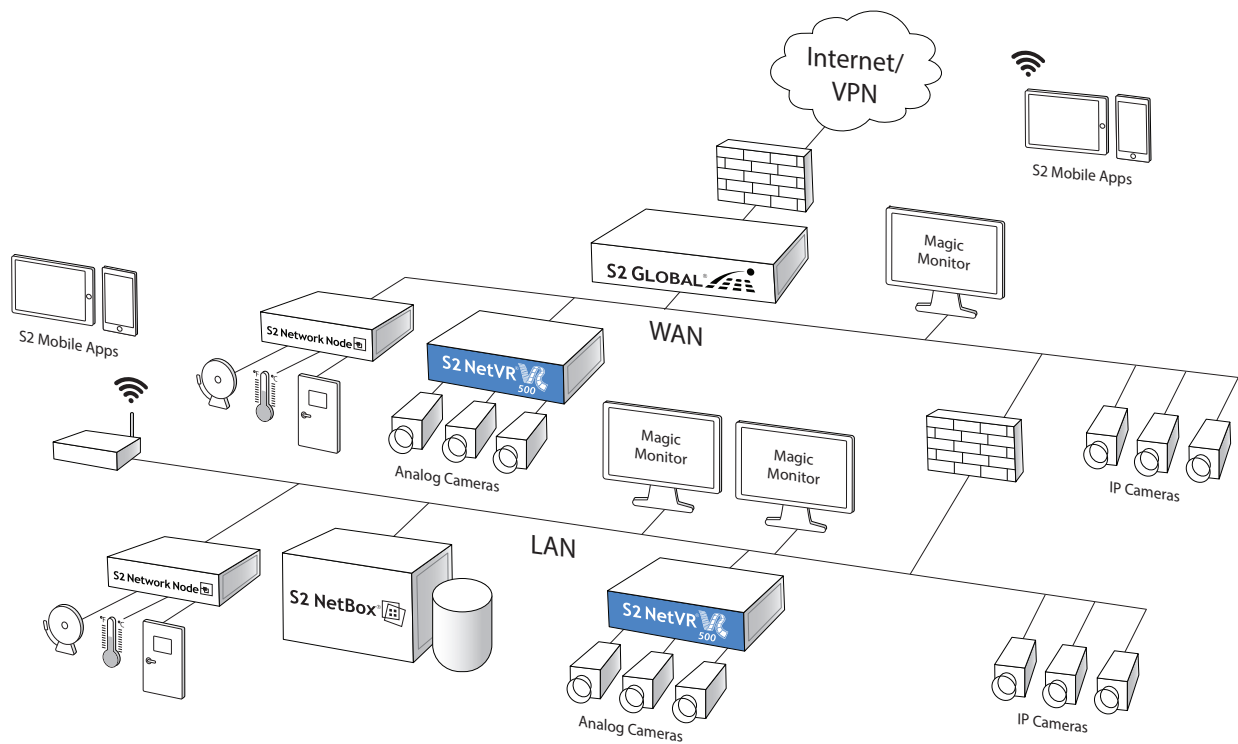 Internet/
VPN
S2 Mobile Apps
Magic
Monitor
S2 GLOBAL®
S2 Mobile Apps
S2 Network Node
WAN
°F °C
S2 NetVR® VR
500
Magic
Monitor
Magic
Monitor
Analog Cameras
IP Cameras
LAN
S2 Network Node
S2 NetBox®
S2 NetVR® VR
500
°F °C
Analog Cameras
IP Cameras